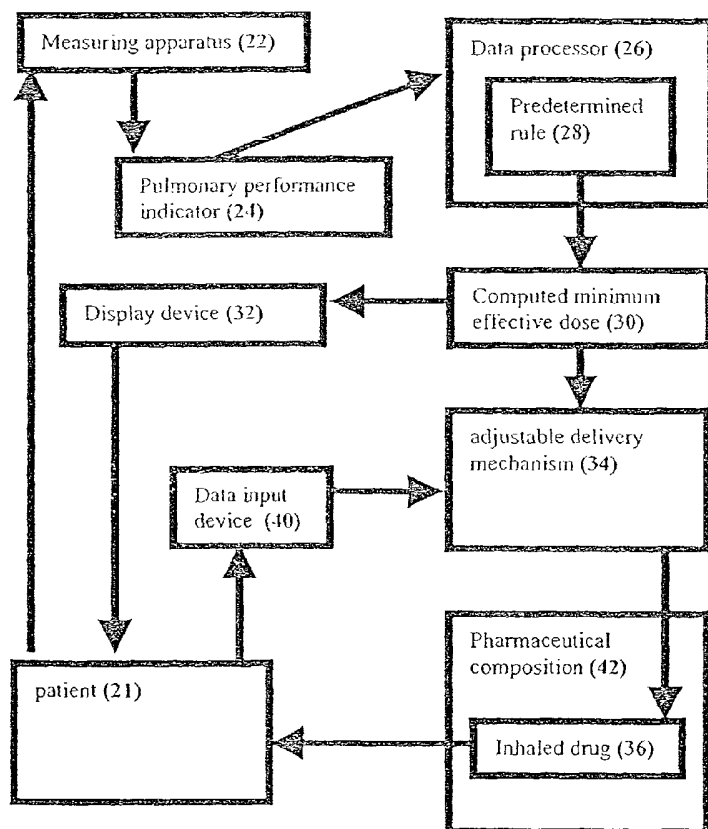 Measuring apparatus (22)
Data processor (26)
Predetermined
rule (28)
Pulmonary performance
indicator (24)
Display device (32)
Computed minimum
effective dose (30)
adjustable delivery
mechanism (34)
Data input
device (40)
Pharmaceutical
composition (42)
patient (21)
Inhaled drug (36)